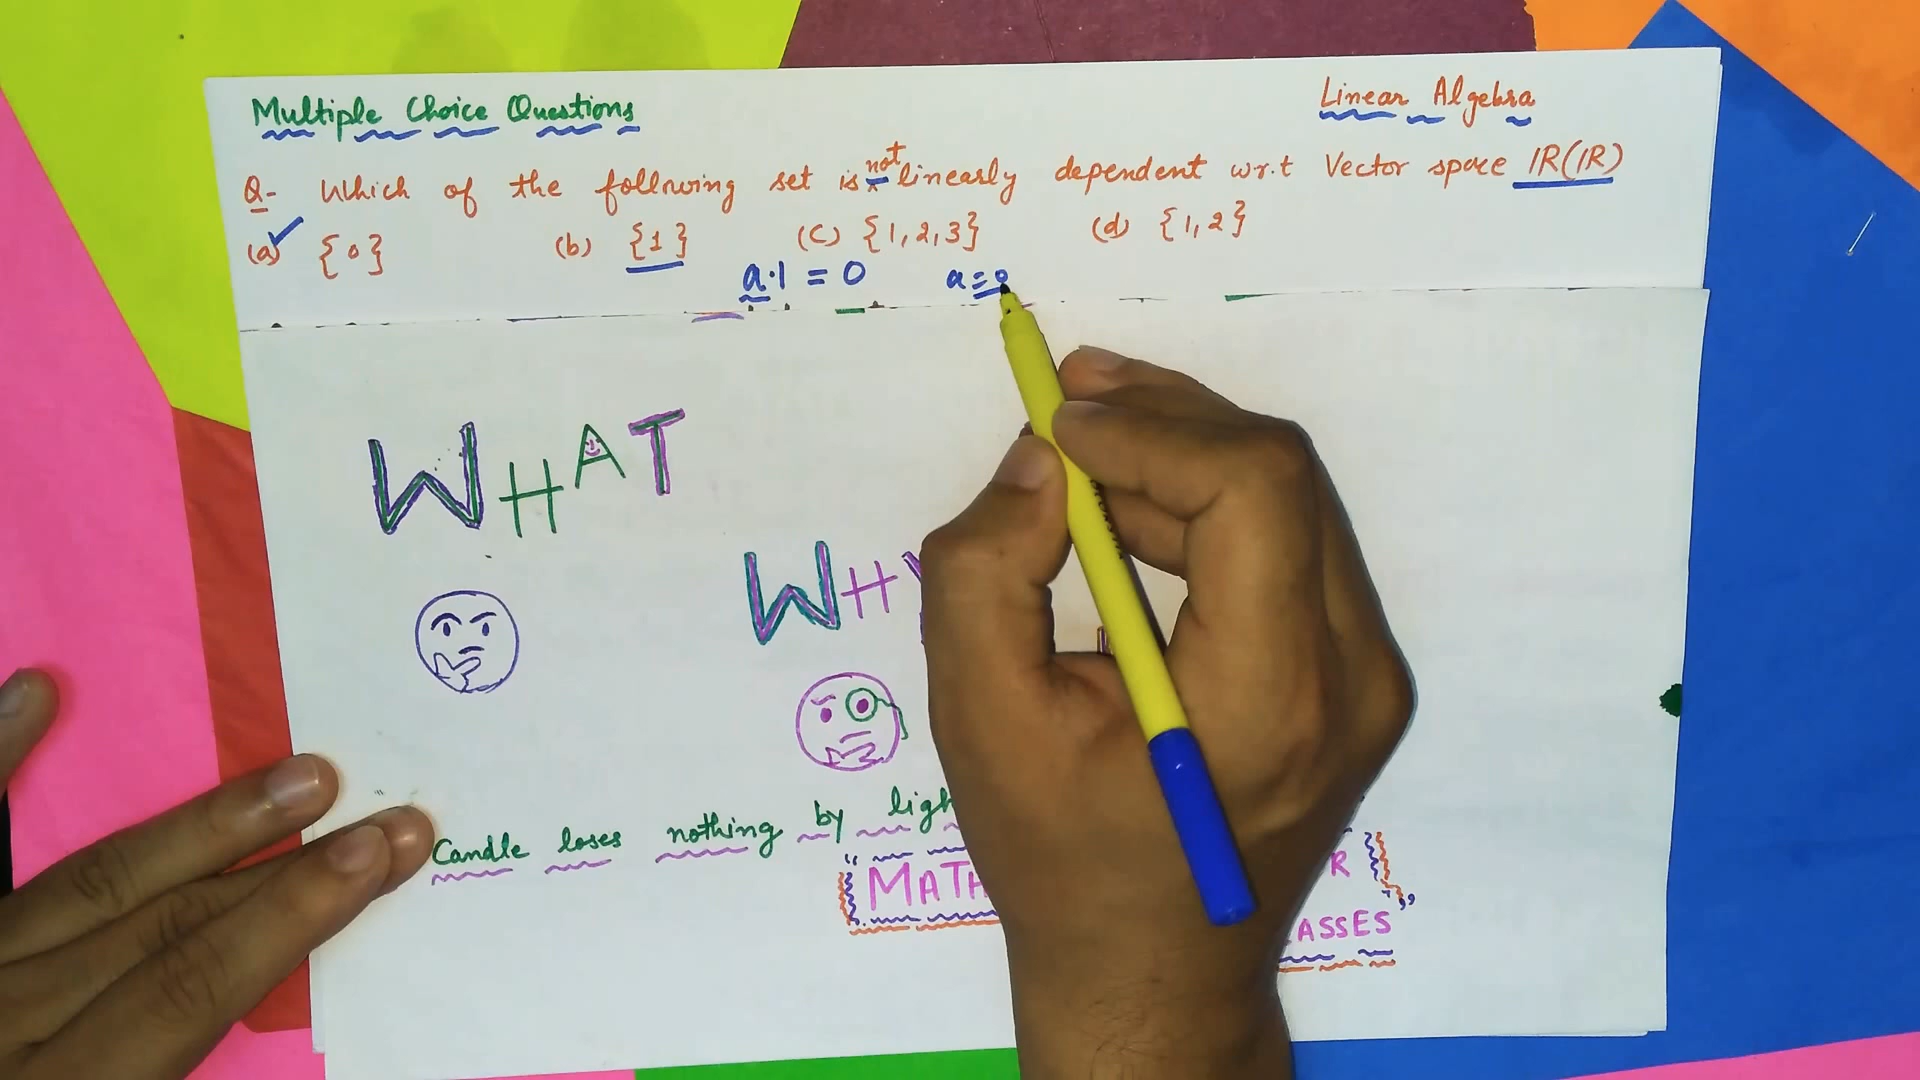 Multiple Choice Questions
Linear Algebra
Q- Which of the following set is not linearly dependent w.r.t Vector space IR(IR)
(a) {0} (b) {1} (c) {1,2,3} (d) {1,2}
a·1 = 0 a=0
WHAT
WHY
Candle loses nothing by
MATH R
ASSES"